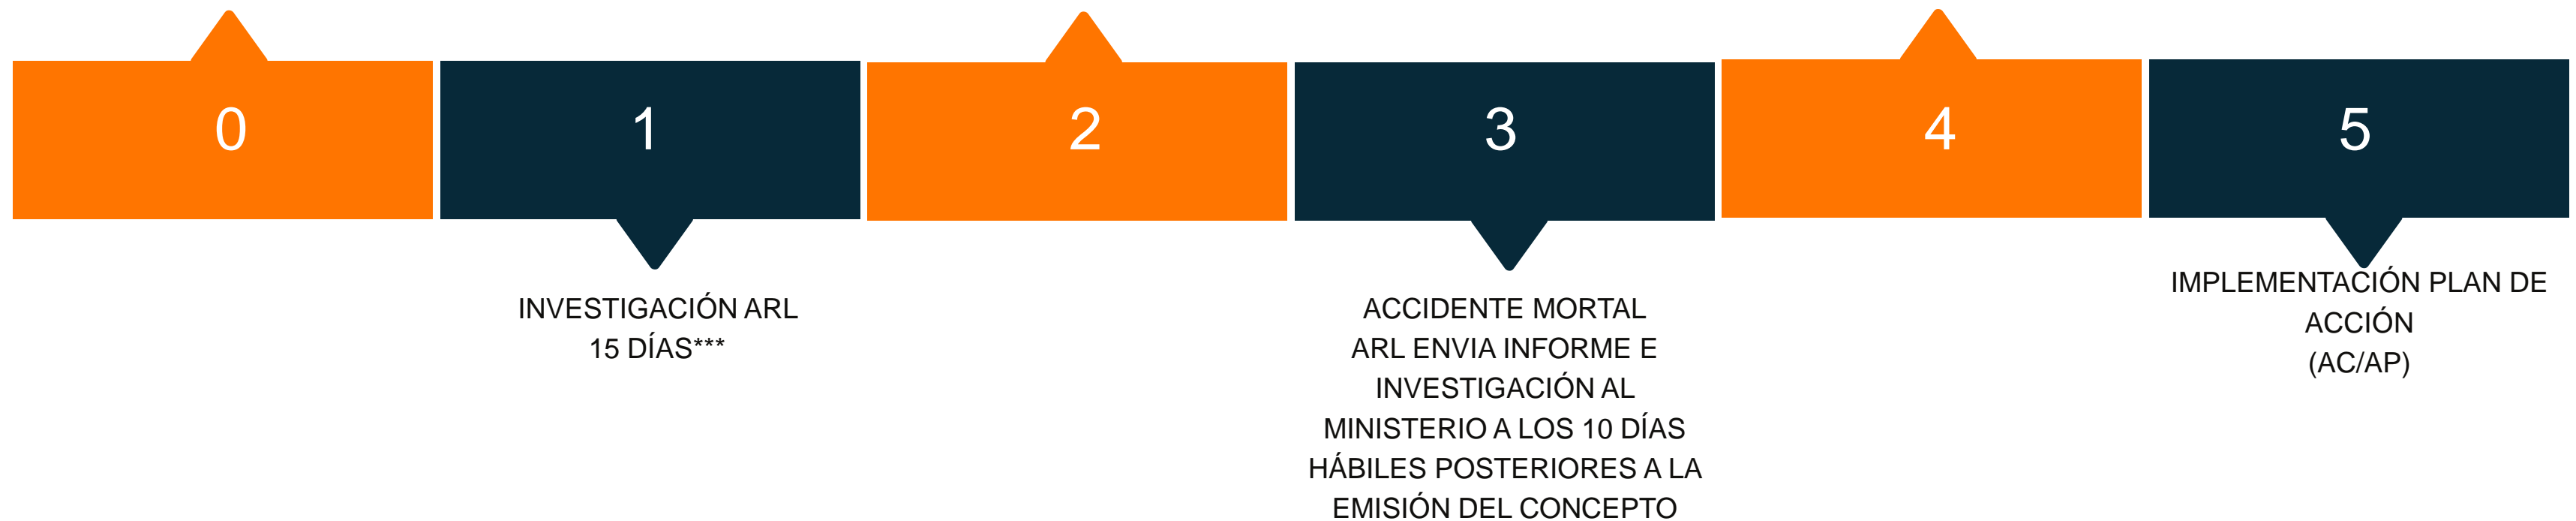 0
1
2
3
4
5
INVESTIGACIÓN ARL
15 DÍAS***
ACCIDENTE MORTAL
ARL ENVIA INFORME E
INVESTIGACIÓN AL
MINISTERIO A LOS 10 DÍAS
HÁBILES POSTERIORES A LA
EMISIÓN DEL CONCEPTO
IMPLEMENTACIÓN PLAN DE
ACCIÓN
(AC/AP)